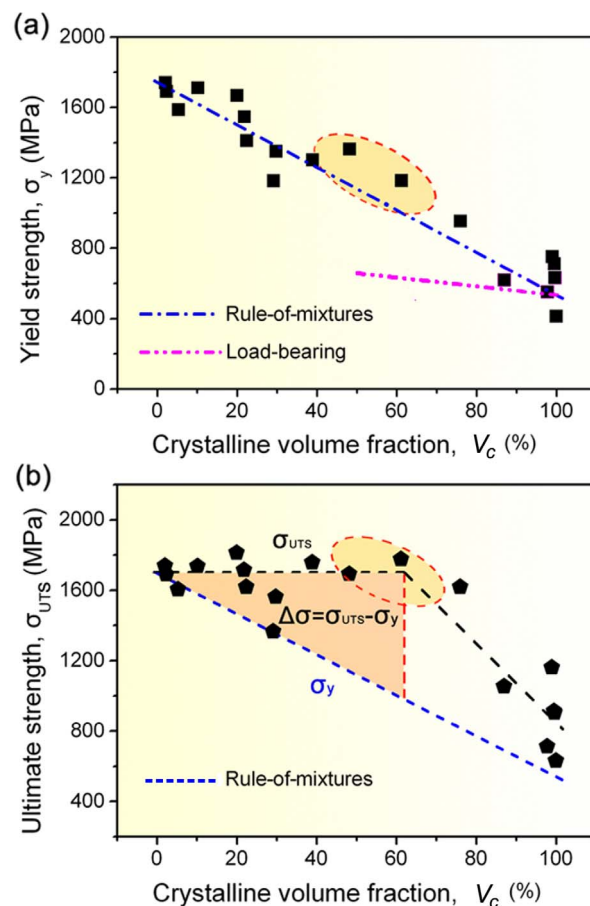 (a)
2000
1600
1200
800
400
0
Yield strength, σy (MPa)
Rule-of-mixtures
Load-bearing
0 20 40 60 80 100
Crystalline volume fraction, Vc (%)
(b)
2000
1600
1200
800
400
Ultimate strength, σUTS (MPa)
σUTS
Δσ=σUTS-σy
σy
Rule-of-mixtures
0 20 40 60 80 100
Crystalline volume fraction, Vc (%)